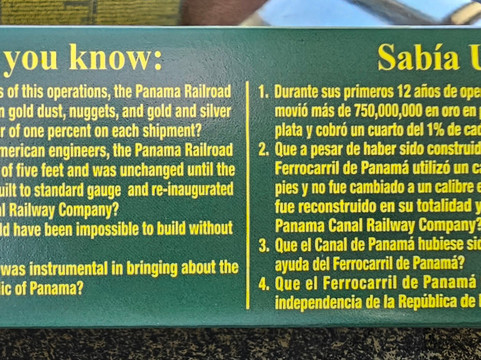 you know:
s of this operations, the Panama Railroad
n gold dust, nuggets, and gold and silver
r of one percent on each shipment?
merican engineers, the Panama Railroad
of five feet and was unchanged until the
uilt to standard gauge and re-inaugurated
al Railway Company?
ld have been impossible to build without
was instrumental in bringing about the
lic of Panama?
Sabía U
1. Durante sus primeros 12 años de ope
movió más de 750,000,000 en oro en p
plata y cobró un cuarto del 1% de cad
2. Que a pesar de haber sido construid
Ferrocarril de Panamá utilizó un ca
pies y no fue cambiado a un calibre e
fue reconstruido en su totalidad y
Panama Canal Railway Company?
3. Que el Canal de Panamá hubiese sid
ayuda del Ferrocarril de Panamá?
4. Que el Ferrocarril de Panamá
independencia de la República de